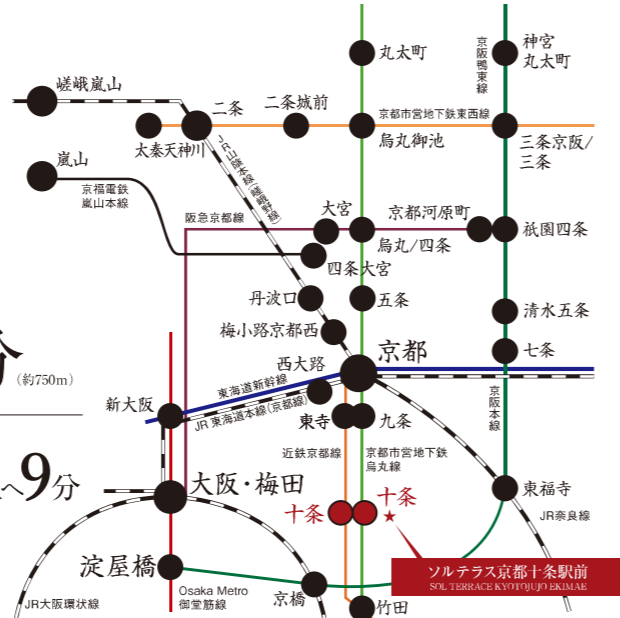 丸太町
京阪鴨東線
神宮
丸太町
嵯峨嵐山
二条
二条城前
京都市営地下鉄東西線
太秦天神川
烏丸御池
三条京阪/
三条
JR山陰本線(嵯峨野線)
嵐山
京福電鉄
嵐山本線
阪急京都線
大宮
京都河原町
烏丸/四条
祇園四条
四条大宮
丹波口
五条
清水五条
梅小路京都西
京都
七条
西大路
(約750m)
東海道新幹線
JR東海道本線(京都線)
新大阪
東寺
九条
京阪本線
近鉄京都線
京都市営地下鉄
烏丸線
へ9分
大阪・梅田
十条
十条
★
東福寺
JR奈良線
淀屋橋
ソルテラス京都十条駅前
SOL TERRACE KYOTOJUJO EKIMAE
Osaka Metro
御堂筋線
京橋
JR大阪環状線
竹田